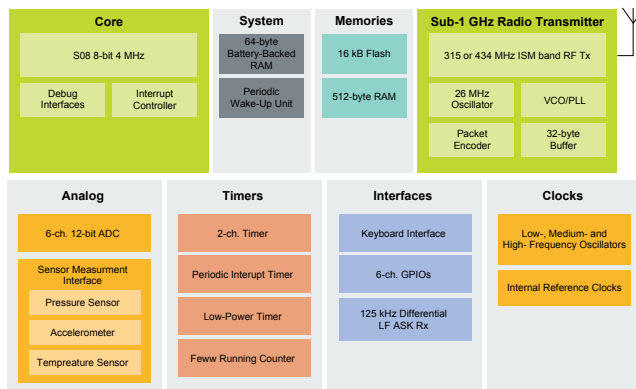 Core
S08 8-bit 4 MHz
Debug
Interfaces
Interrupt
Controller
System
64-byte
Battery-Backed
RAM
Periodic
Wake-Up Unit
Memories
16 kB Flash
512-byte RAM
Sub-1 GHz Radio Transmitter
315 or 434 MHz ISM band RF Tx
26 MHz
Oscillator
VCO/PLL
Packet
Encoder
32-byte
Buffer
Analog
6-ch. 12-bit ADC
Sensor Measurment
Interface
Pressure Sensor
Accelerometer
Tempreature Sensor
Timers
2-ch. Timer
Periodic Interupt Timer
Low-Power Timer
Feww Running Counter
Interfaces
Keyboard Interface
6-ch. GPIOs
125 kHz Differential
LF ASK Rx
Clocks
Low-, Medium- and
High- Frequency Oscillators
Internal Reference Clocks